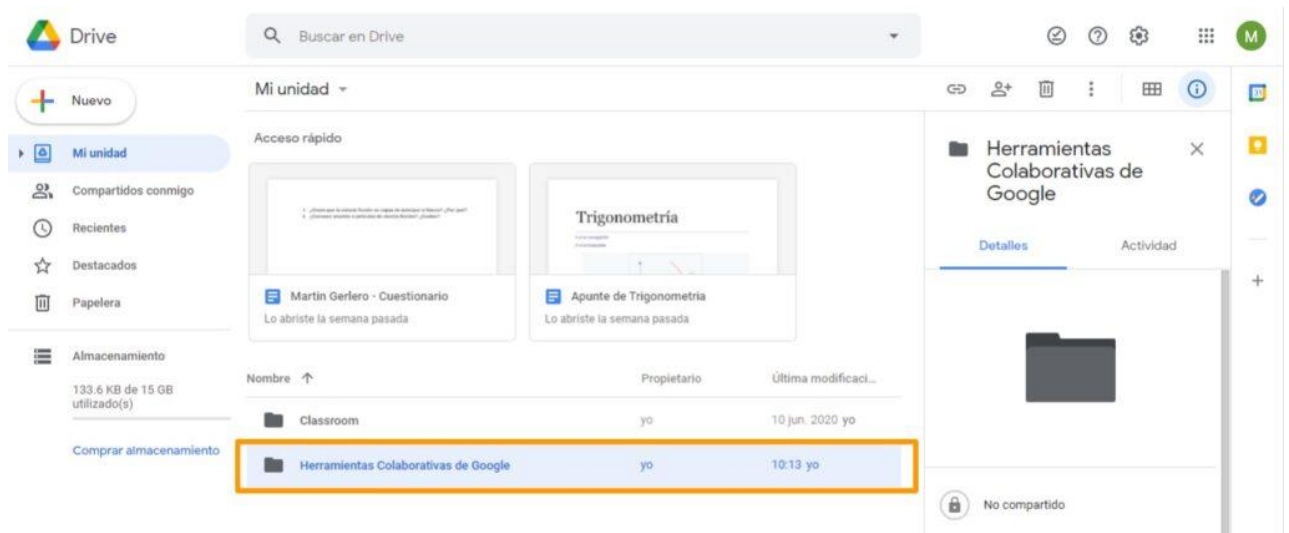 Drive
Buscar en Drive
M
Nuevo
Mi unidad
Compartidos conmigo
Recientes
Destacados
Papelera
Almacenamiento
133.6 KB de 15 GB
utilizado(s)
Comprar almacenamiento
Mi unidad
Acceso rápido
Trigonometría
Martin Gerlero - Cuestionario
Lo abriste la semana pasada
Apunte de Trigonometria
Lo abriste la semana pasada
Nombre Propietario Última modificaci...
Classroom yo 10 jun. 2020 yo
Herramientas Colaborativas de Google yo 10:13 yo
Herramientas
Colaborativas de
Google
Detalles Actividad
No compartido
31